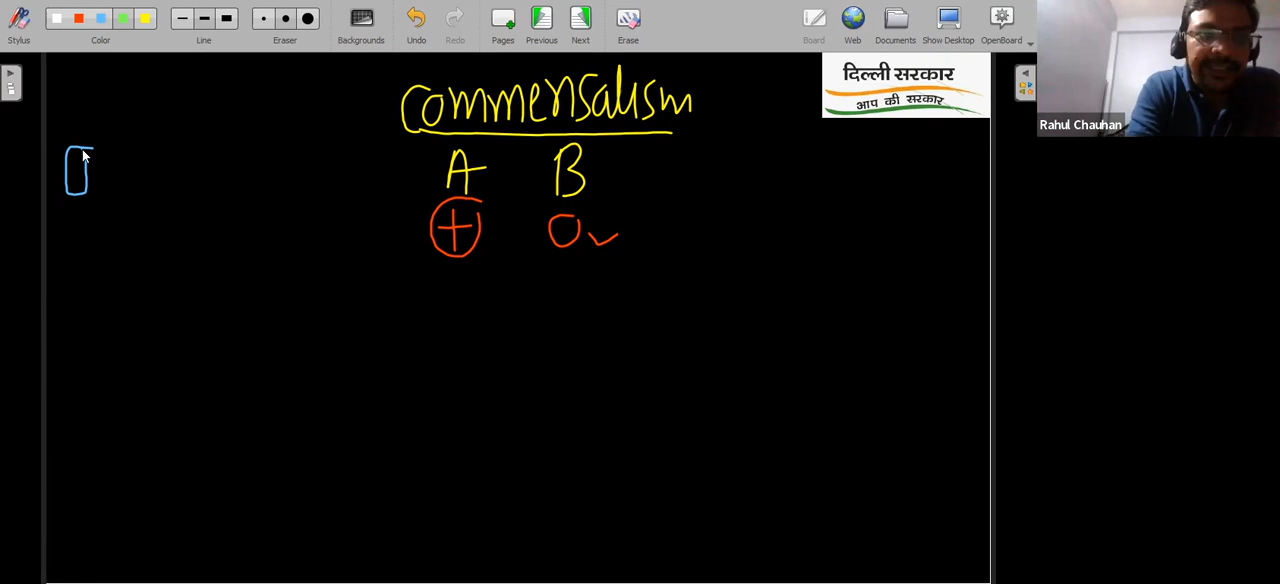 Stylus
Color
Line
Eraser
Backgrounds
Undo
Redo
Pages
Previous
Next
Erase
Board
Web
Documents
Show Desktop
OpenBoard
Commensalism
दिल्ली सरकार
आप की सरकार
Rahul Chauhan
A B
+ 0